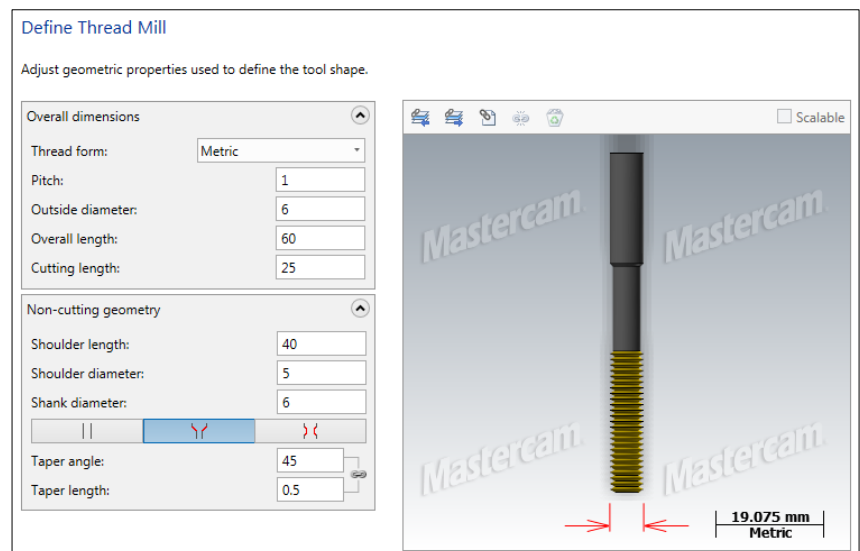 Define Thread Mill
Adjust geometric properties used to define the tool shape.
Overall dimensions
Thread form: Metric
Pitch: 1
Outside diameter: 6
Overall length: 60
Cutting length: 25
Non-cutting geometry
Shoulder length: 40
Shoulder diameter: 5
Shank diameter: 6
Taper angle: 45
Taper length: 0.5
Scalable
Mastercam Mastercam
Mastercam Mastercam
19.075 mm
Metric